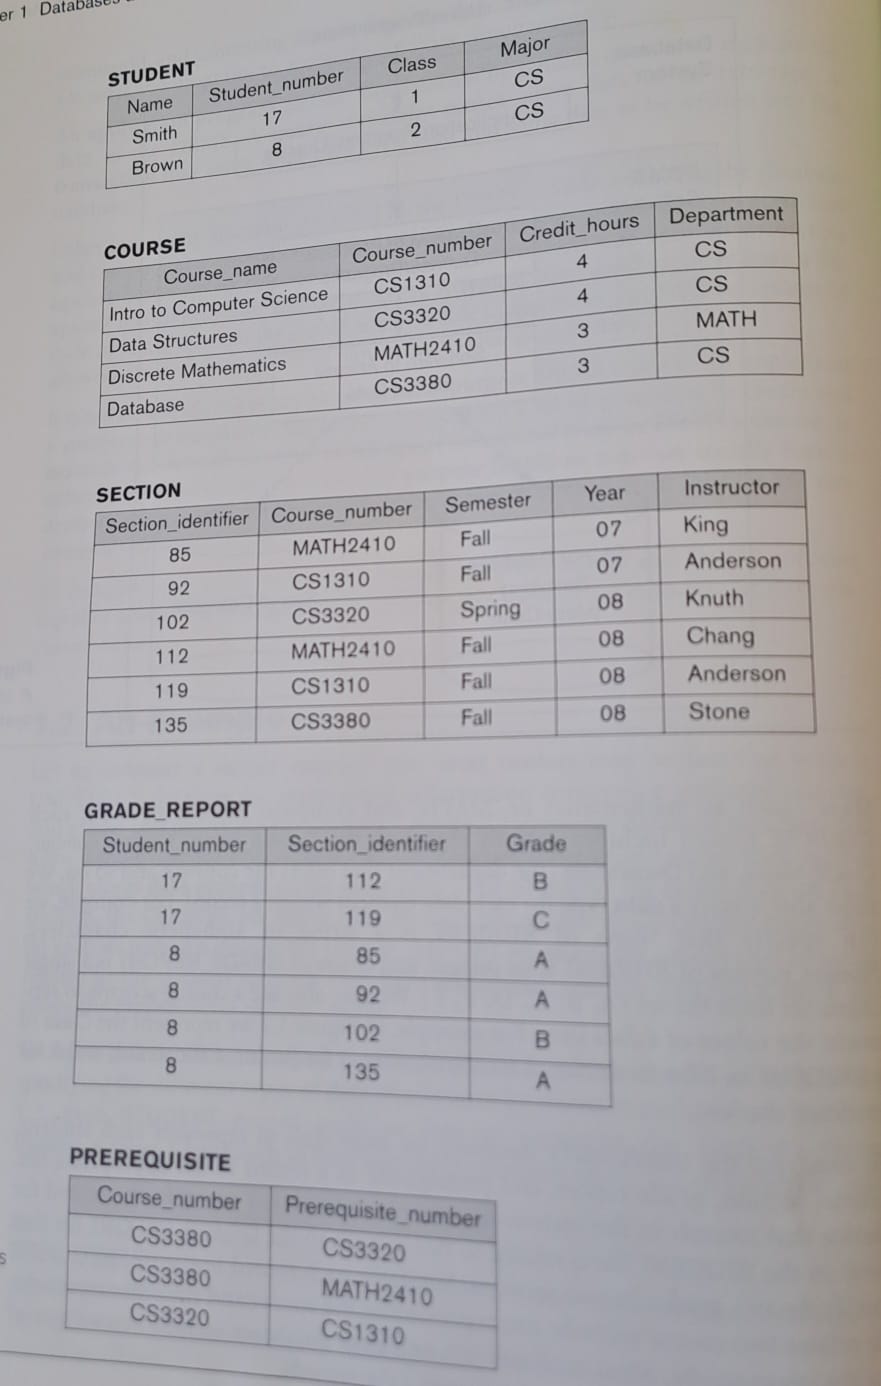 er 1 Databases
STUDENT
Name Student_number Class Major
Smith 17 1 CS
Brown 8 2 CS
COURSE
Course_name Course_number Credit_hours Department
Intro to Computer Science CS1310 4 CS
Data Structures CS3320 4 CS
Discrete Mathematics MATH2410 3 MATH
Database CS3380 3 CS
SECTION
Section_identifier Course_number Semester Year Instructor
85 MATH2410 Fall 07 King
92 CS1310 Fall 07 Anderson
102 CS3320 Spring 08 Knuth
112 MATH2410 Fall 08 Chang
119 CS1310 Fall 08 Anderson
135 CS3380 Fall 08 Stone
GRADE_REPORT
Student_number Section_identifier Grade
17 112 B
17 119 C
8 85 A
8 92 A
8 102 B
8 135 A
PREREQUISITE
Course_number Prerequisite_number
CS3380 CS3320
CS3380 MATH2410
CS3320 CS1310